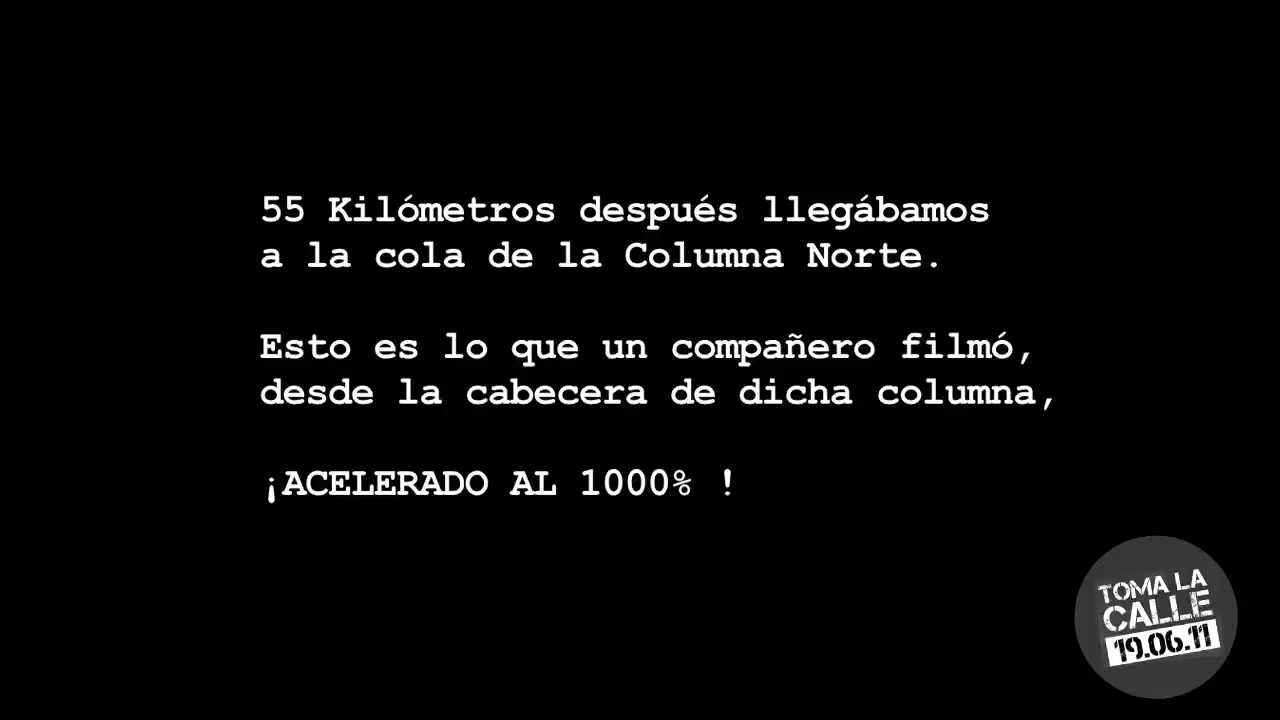 55 Kilómetros después llegábamos
a la cola de la Columna Norte.
Esto es lo que un compañero filmó,
desde la cabecera de dicha columna,
¡ACELERADO AL 1000% !
TOMA LA
CALLE
19.06.11